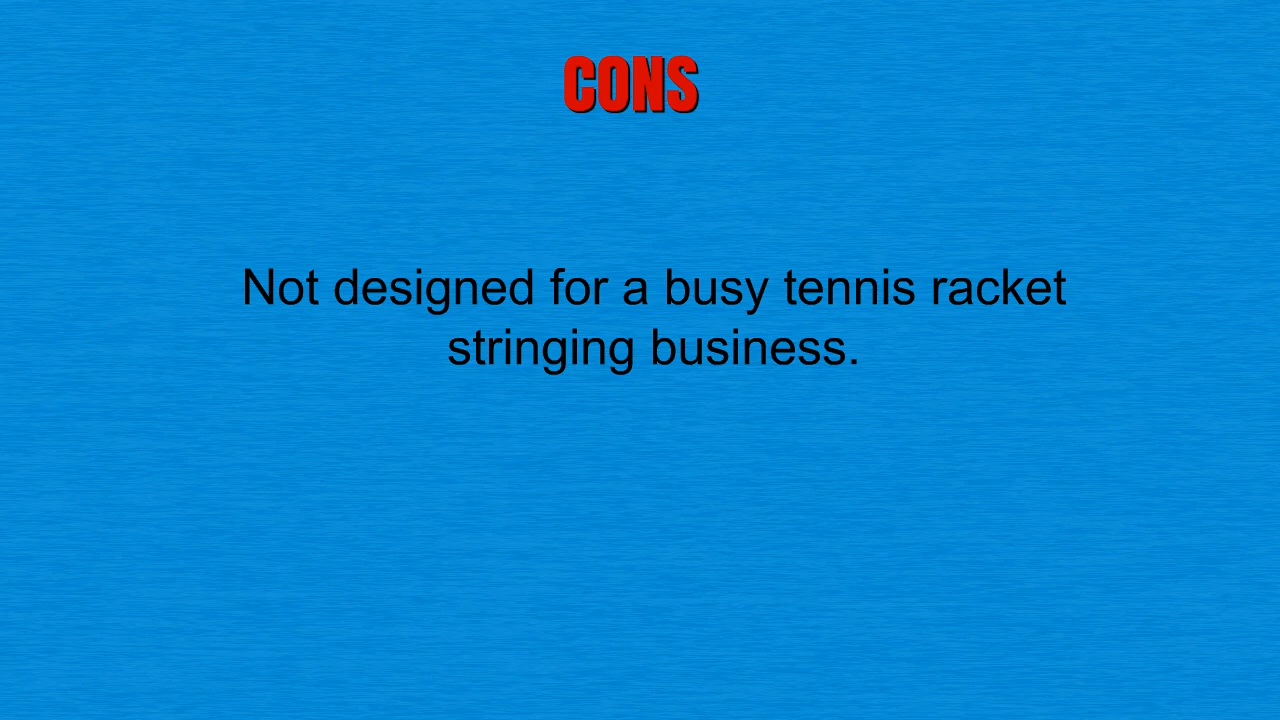 CONS
Not designed for a busy tennis racket
stringing business.